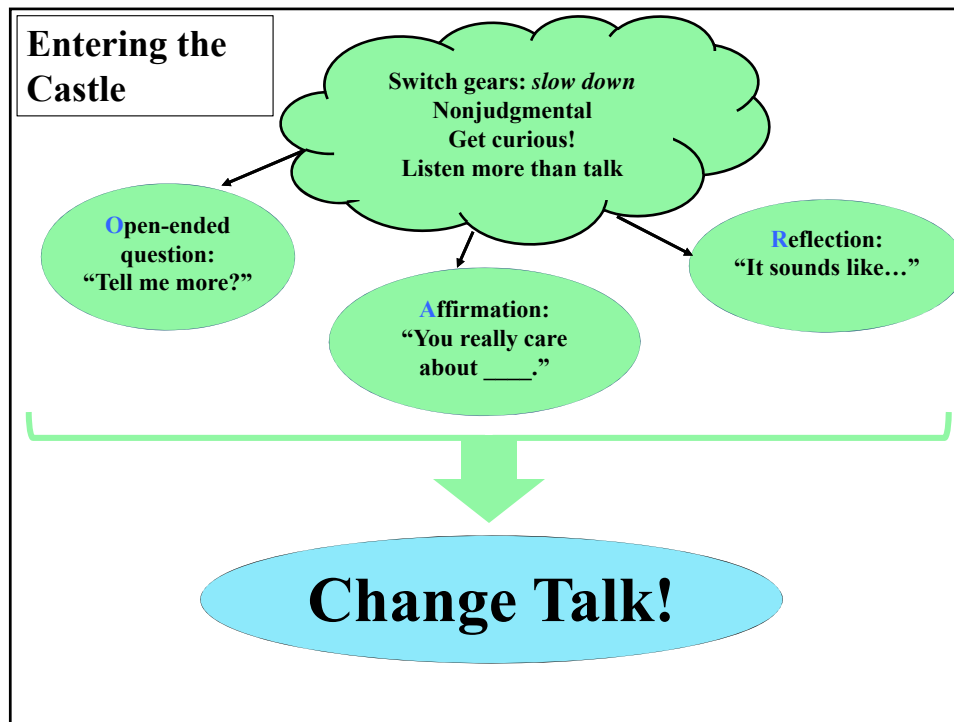 Entering the
Castle
Switch gears: slow down
Nonjudgmental
Get curious!
Listen more than talk
Open-ended
question:
“Tell me more?”
Affirmation:
“You really care
about ____.”
Reflection:
“It sounds like…”
Change Talk!